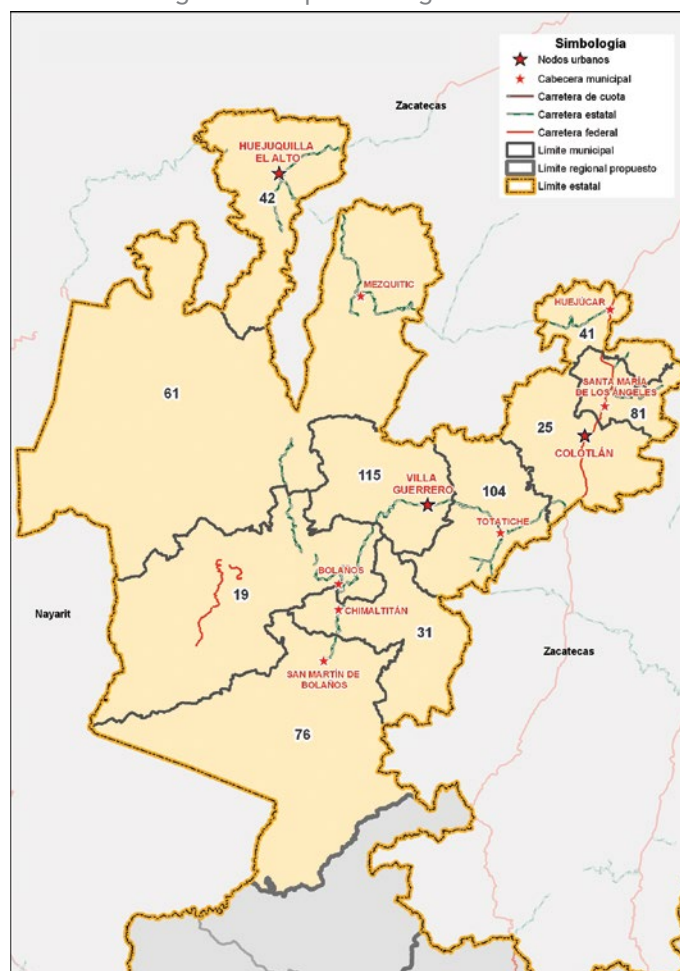 Simbología
Nodos urbanos
Cabecera municipal
Carretera de cuota
Carretera estatal
Carretera federal
Límite municipal
Límite regional propuesto
Límite estatal
Zacatecas
HUEJUQUILLA
EL ALTO
42
MEZQUITIC
HUEJÚCAR
41
SANTA MARÍA
DE LOS ÁNGELES
81
61
25
COLOTLÁN
115
VILLA
GUERRERO
104
TOTATICHE
BOLAÑOS
19
CHIMALTITÁN
31
Nayarit
Zacatecas
SAN MARTÍN DE
BOLAÑOS
76